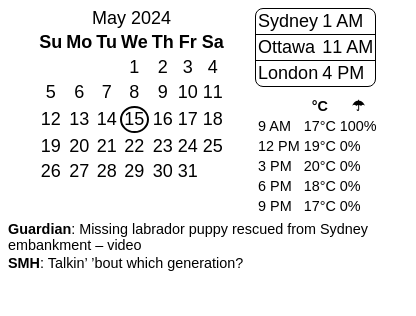 May 2024
Su Mo Tu We Th Fr Sa
1 2 3 4
5 6 7 8 9 10 11
12 13 14 15 16 17 18
19 20 21 22 23 24 25
26 27 28 29 30 31
Sydney 1 AM
Ottawa 11 AM
London 4 PM
°C ☂
9 AM 17°C 100%
12 PM 19°C 0%
3 PM 20°C 0%
6 PM 18°C 0%
9 PM 17°C 0%
Guardian: Missing labrador puppy rescued from Sydney
embankment – video
SMH: Talkin’ ’bout which generation?